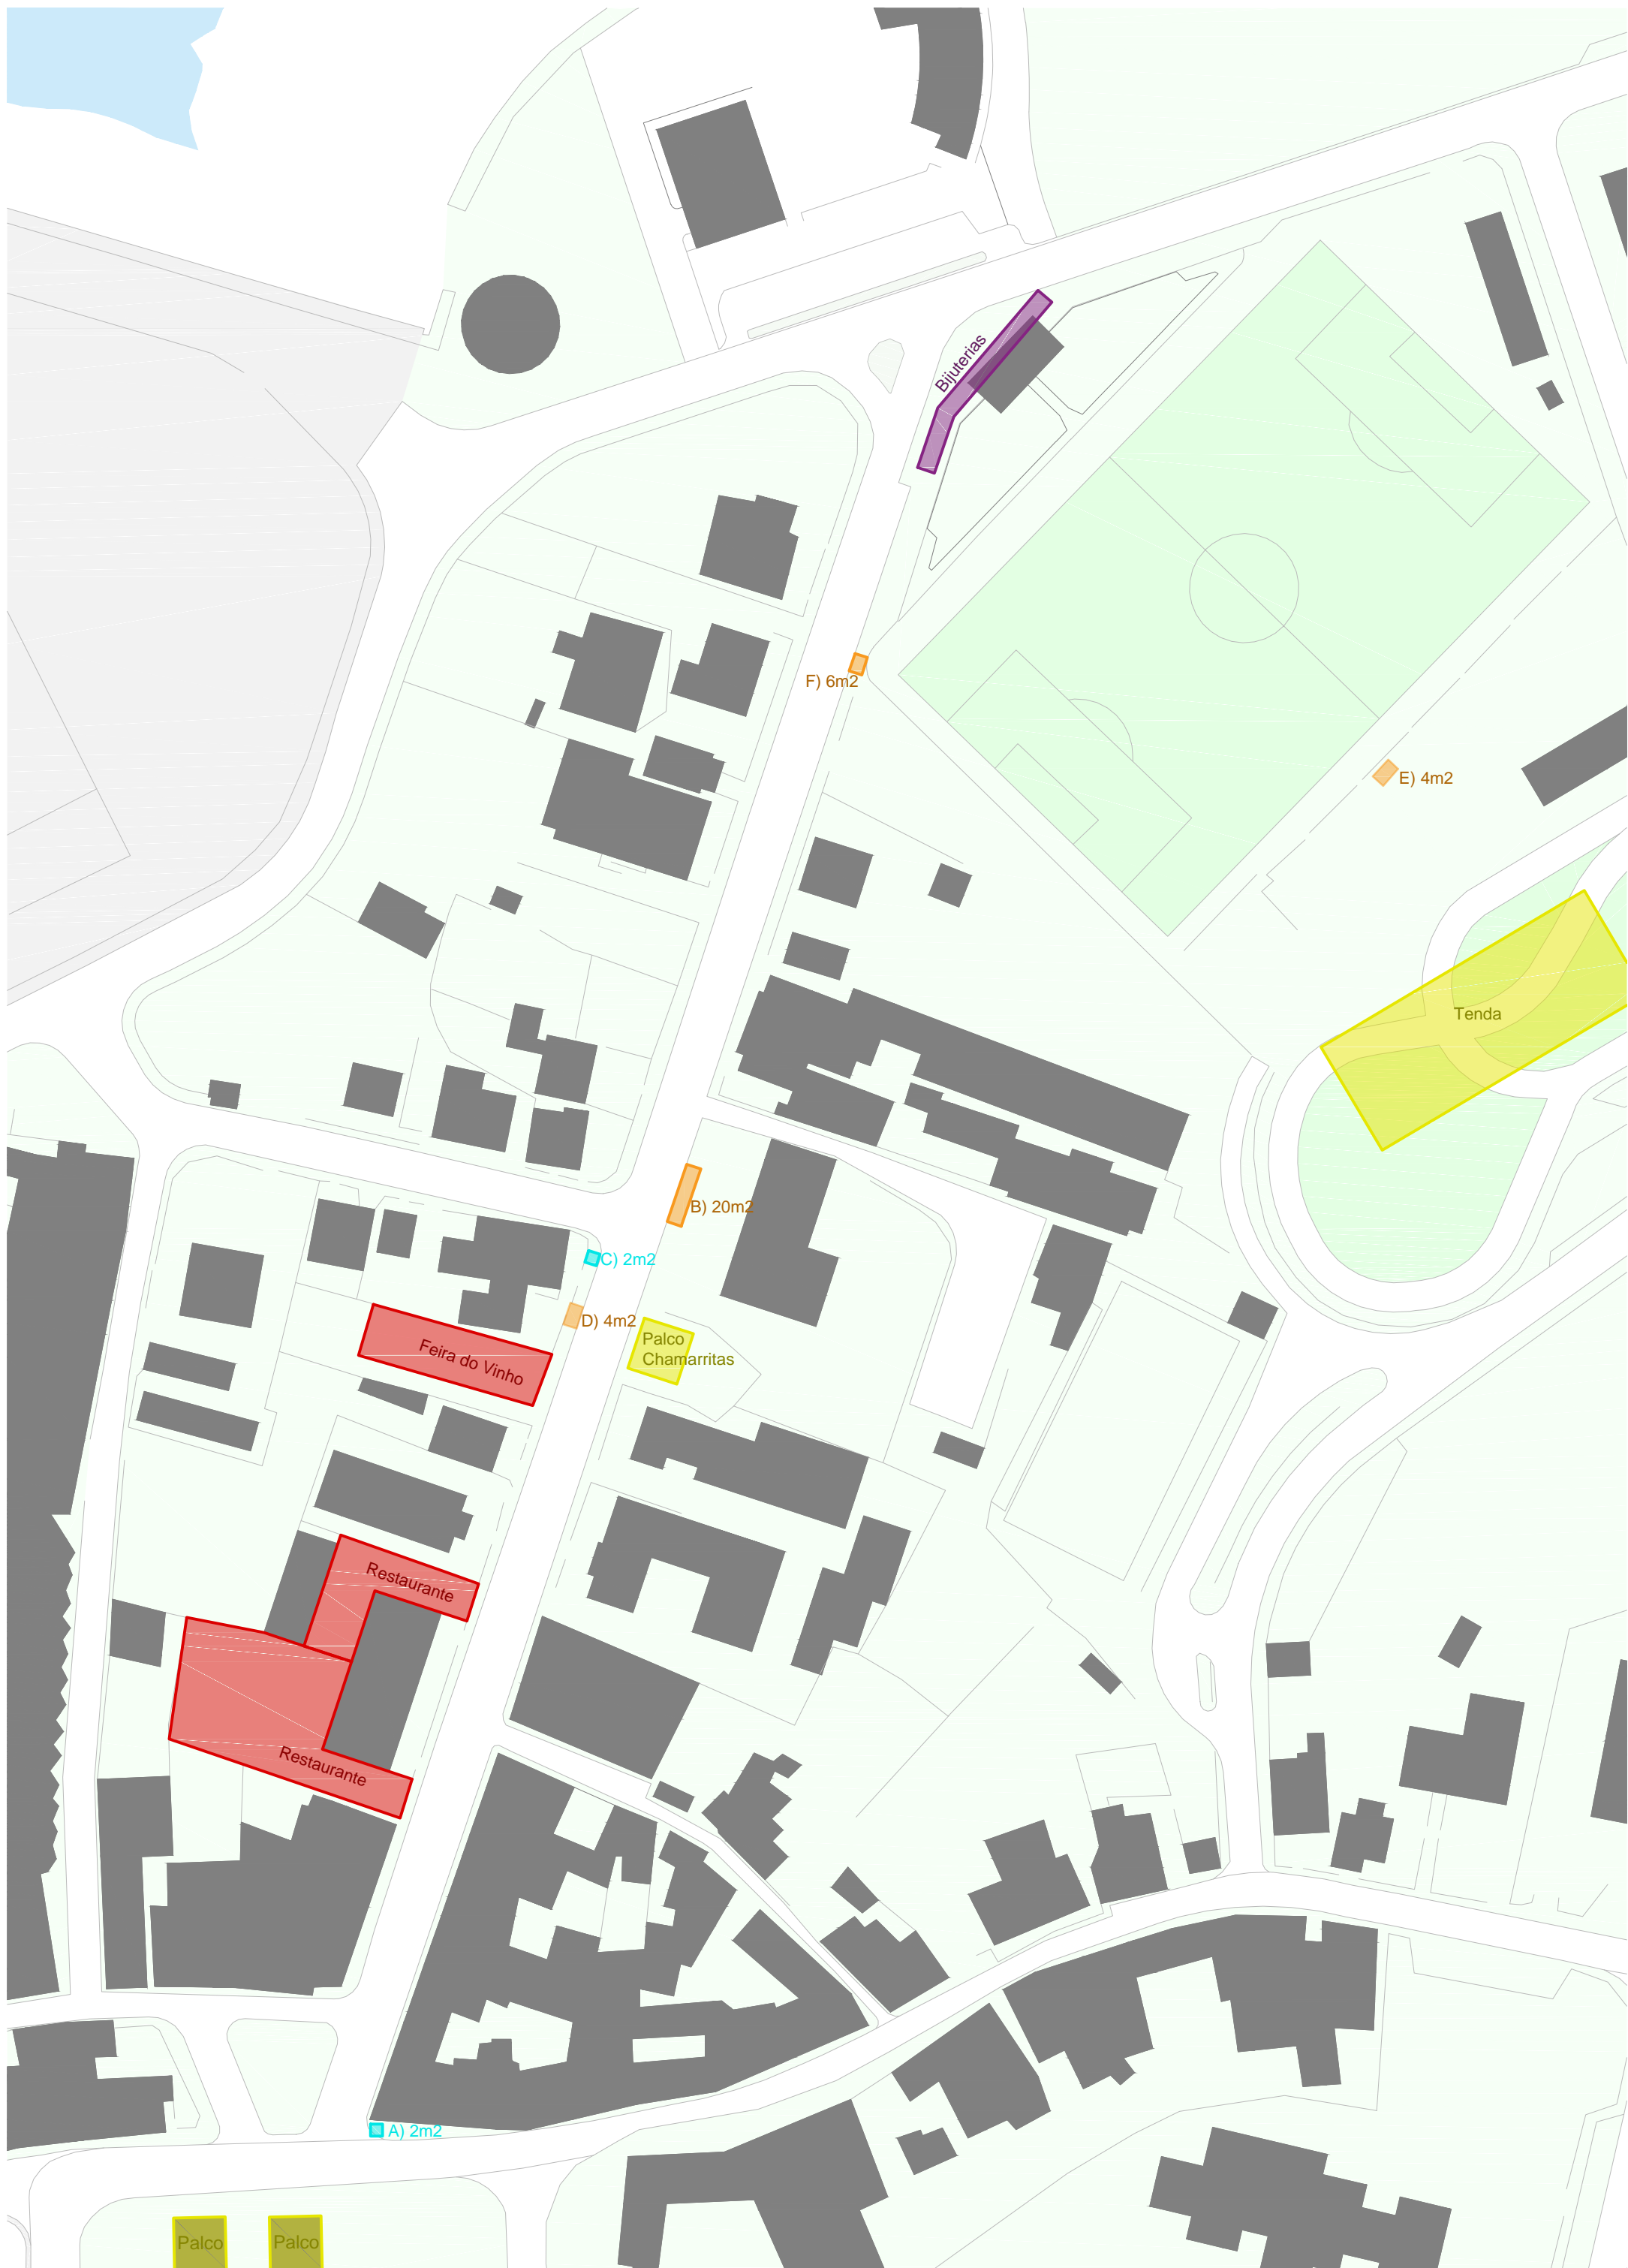 Bijuterias
F) 6m2
E) 4m2
Tenda
B) 20m2
C) 2m2
D) 4m2
Palco
Chamarritas
Feira do Vinho
Restaurante
Restaurante
A) 2m2
Palco
Palco